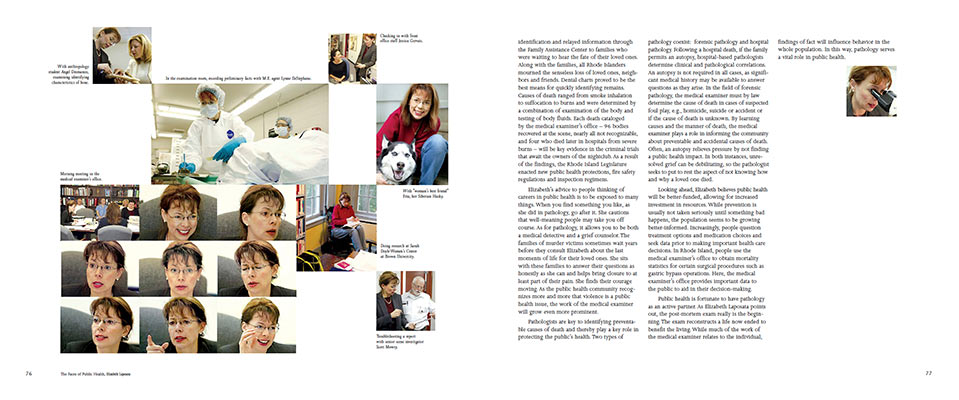 Checking in with front
office staff Jessica Grivers.
With anthropology
student Angel Dionisotes,
examining identifying
characteristics of bone.
In the examination room, recording preliminary facts with M.E. agent Lynne
Morning meeting in the
medical examiner's office.
With "woman's best friend"
her Siberian Husky.
Doing research at Sarah
Doyle Women's Center
at Brown University.
Troubleshooting a report
with senior scene investigator
76
The Faces of Public Health, Elizabeth Laposata
identification and relayed information through
the Family Assistance Center to families who
were waiting to hear the fate of their loved ones.
Along with the families, all Rhode Islanders
mourned the senseless loss of loved ones, neigh-
bors and friends. Dental charts proved to be the
best means for quickly identifying remains.
Causes of death ranged from smoke inhalation
to suffocation to burns and were determined by
a combination of examination of the body and
testing of body fluids. Each death cataloged
by the medical examiner's office – 96 bodies
recovered at the scene, nearly all not recognizable,
and four who died later in hospitals from severe
burns – will be key evidence in the criminal trials
that await the owners of the nightclub. As a result
of the findings, the Rhode Island Legislature
enacted new public health protections, fire safety
regulations and inspection regimens.
Elizabeth's advice to people thinking of
careers in public health is to be exposed to many
things. When you find something you like, as
she did in pathology, go after it. She cautions
that well-meaning people may take you off
course. As for pathology, it allows you to be both
a medical detective and a grief counselor. The
families of murder victims sometimes wait years
before they consult Elizabeth about the last
moments of life for their loved ones. She sits
with these families to answer their questions as
honestly as she can and helps bring closure to at
least part of their pain. She finds their courage
moving. As the public health community recog-
nizes more and more that violence is a public
health issue, the work of the medical examiner
will grow even more prominent.
Pathologists are key to identifying preventa-
ble causes of death and thereby play a key role in
protecting the public's health. Two types of
pathology coexist: forensic pathology and hospital
pathology. Following a hospital death, if the family
permits an autopsy, hospital-based pathologists
determine clinical and pathological correlations.
An autopsy is not required in all cases, as signifi-
cant medical history may be available to answer
questions as they arise. In the field of forensic
pathology, the medical examiner must by law
determine the cause of death in cases of suspected
foul play, e.g., homicide, suicide or accident or
if the cause of death is unknown. By learning
causes and the manner of death, the medical
examiner plays a role in informing the community
about preventable and accidental causes of death.
Often, an autopsy relieves pressure by not finding
a public health impact. In both instances, unre-
solved grief can be debilitating, so the pathologist
seeks to put to rest the aspect of not knowing how
and why a loved one died.
Looking ahead, Elizabeth believes public health
will be better-funded, allowing for increased
investment in resources. While prevention is
usually not taken seriously until something bad
happens, the population seems to be growing
better-informed. Increasingly, people question
treatment options and medication choices and
seek data prior to making important health care
decisions. In Rhode Island, people use the
medical examiner's office to obtain mortality
statistics for certain surgical procedures such as
gastric bypass operations. Here, the medical
examiner's office provides important data to
the public to aid in their decision-making.
Public health is fortunate to have pathology
as an active partner. As Elizabeth Laposata points
out, the post-mortem exam really is the begin-
ning. The exam reconstructs a life now ended to
benefit the living. While much of the work of
the medical examiner relates to the individual,
findings of fact will influence behavior in the
whole population. In this way, pathology serves
a vital role in public health.
77